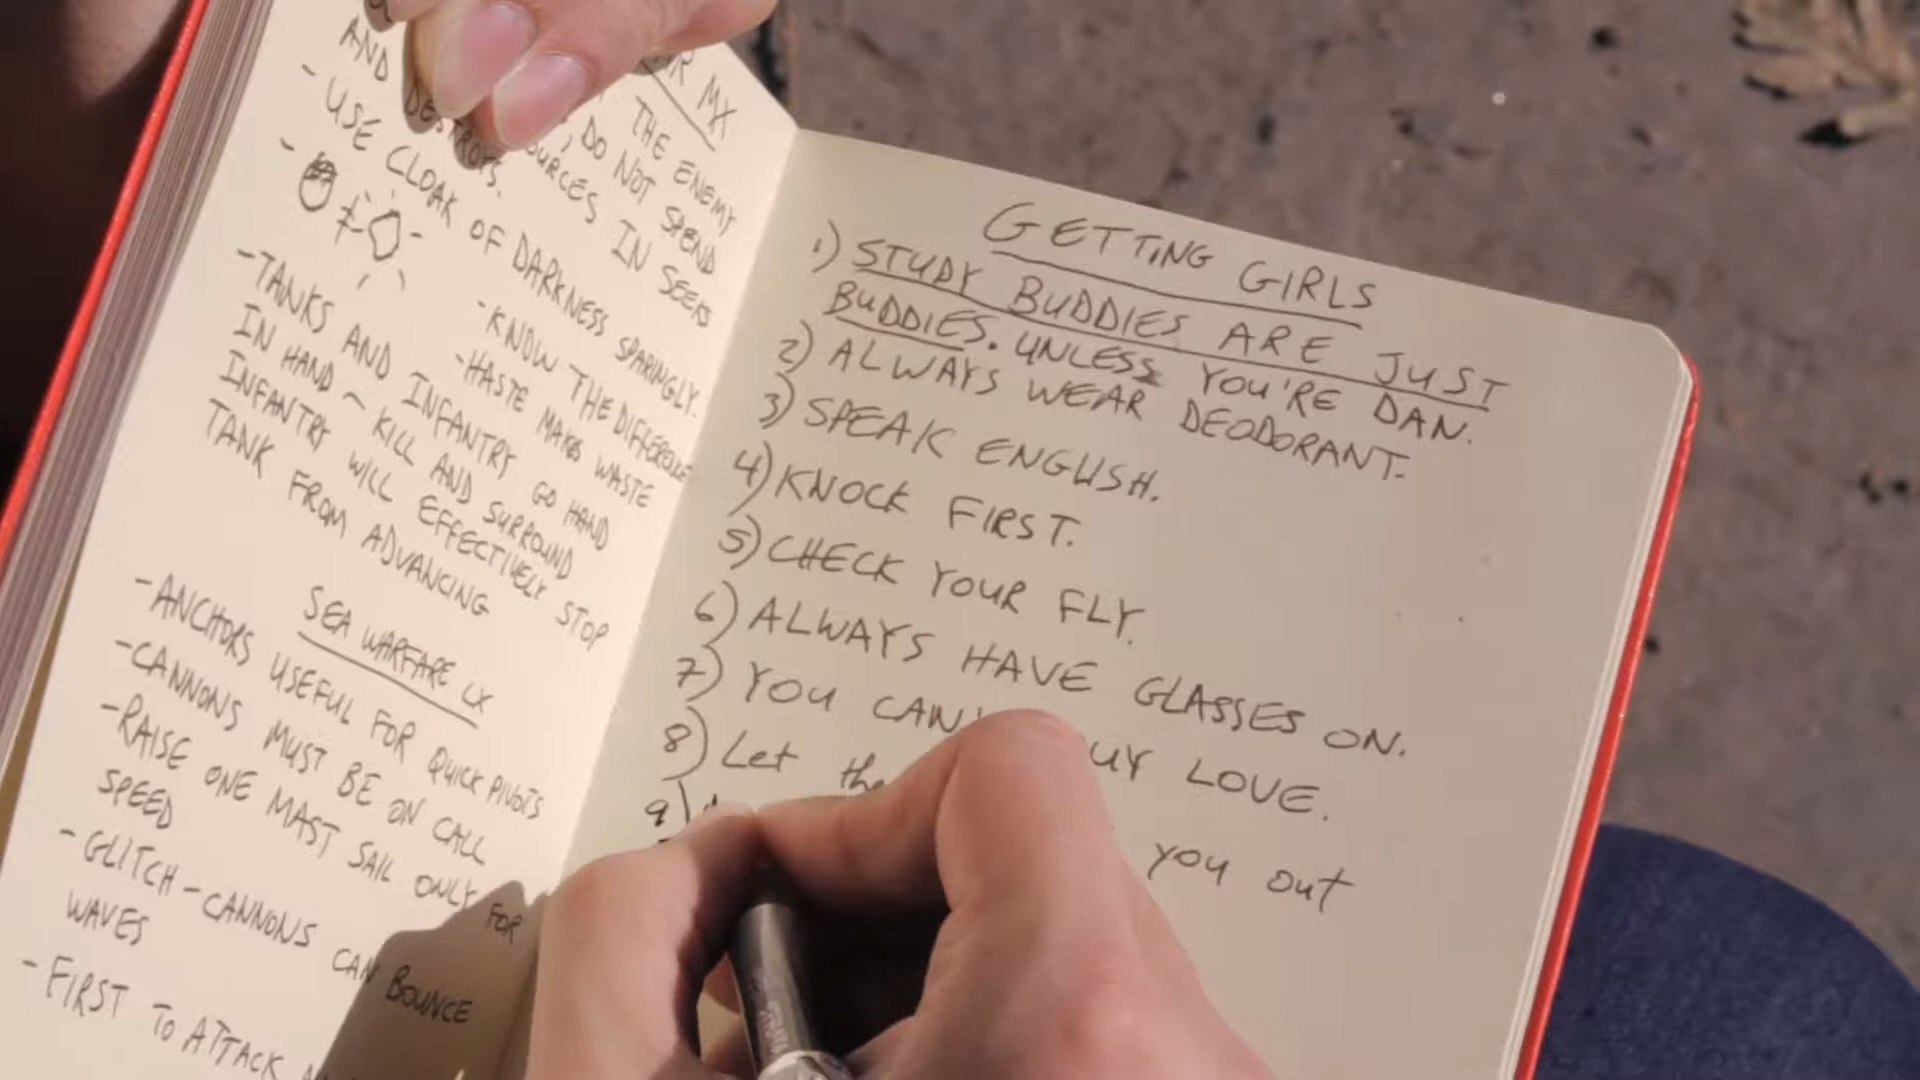 AND DESTROYS.
- USE CLOAK OF DARKNESS SPARINGLY.
-
MX
THE ENEMY
, DO NOT SPEND
IN SEEKS
- KNOW THE DIFFERENCE
- HASTE MAKES WASTE
- TANKS AND INFANTRY GO HAND
IN HAND - KILL AND SURROUND
INFANTRY WILL EFFECTIVELY STOP
TANK FROM ADVANCING
SEA WARFARE LX
- ANCHORS USEFUL FOR QUICK PIVOTS
- CANNONS MUST BE ON CALL
- RAISE ONE MAST SAIL ONLY FOR
SPEED
- GLITCH - CANNONS CAN BOUNCE
WAVES
- FIRST TO ATTACK
GETTING GIRLS
1) STUDY BUDDIES ARE JUST
BUDDIES. UNLESS YOU'RE DAN.
2) ALWAYS WEAR DEODORANT.
3) SPEAK ENGLISH.
4) KNOCK FIRST.
5) CHECK YOUR FLY.
6) ALWAYS HAVE GLASSES ON.
7) YOU LOVE.
8) Let you out
9)